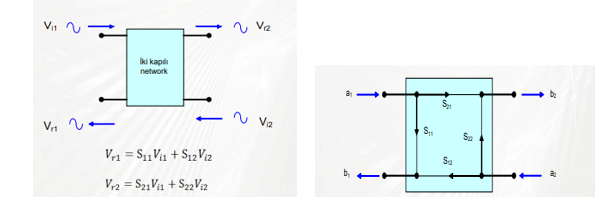 Vi1
Vr2
İki kapılı
network
Vr1
Vi2
Vr1 = S11Vi1 + S12Vi2
Vr2 = S21Vi1 + S22Vi2
a1
b2
S21
S11
S22
S12
b1
a2